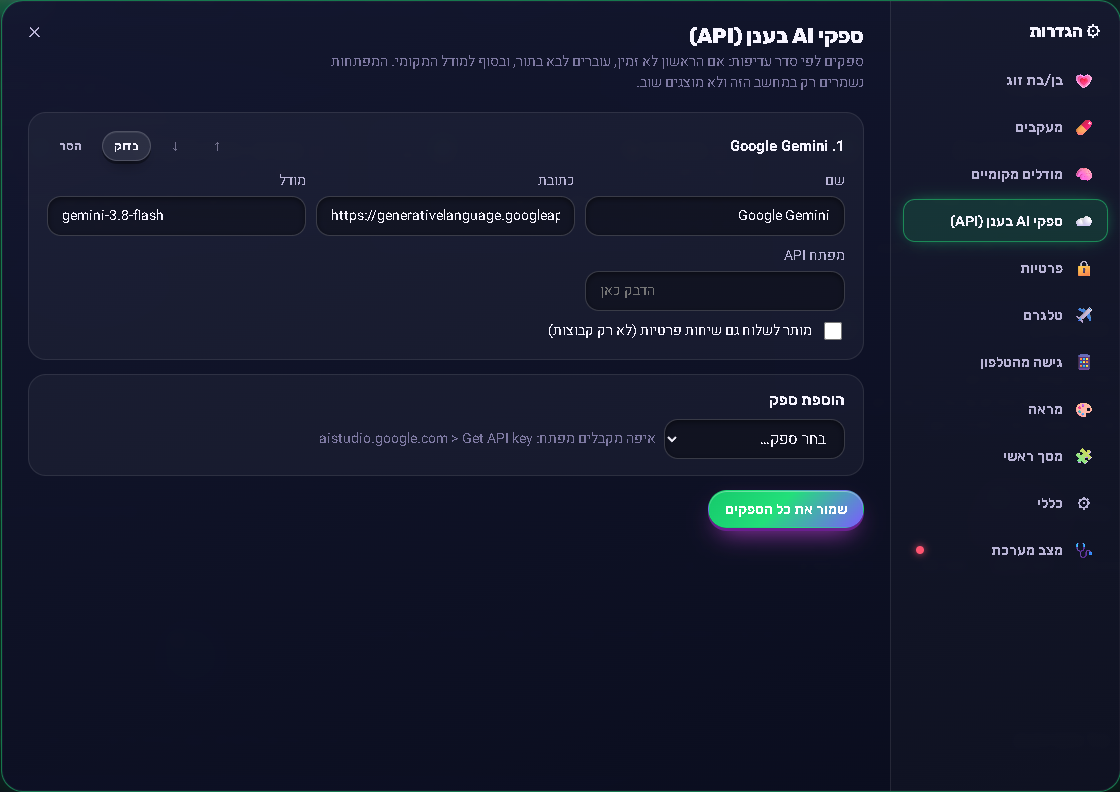 הגדרות
בן/בת זוג
מעקבים
מודלים מקומיים
ספקי AI בענן (API)
פרטיות
טלגרם
גישה מהטלפון
מראה
מסך ראשי
כללי
מצב מערכת
ספקי AI בענן (API)
ספקים לפי סדר עדיפות: אם הראשון לא זמין, עוברים לבא בתור, ובסוף למודל המקומי. המפתחות
נשמרים רק במחשב הזה ולא מוצגים שוב.
1. Google Gemini
↑ ↓ בדוק הסר
שם כתובת מודל
Google Gemini https://generativelanguage.googleap gemini-3.8-flash
מפתח API
הדבק כאן
מותר לשלוח גם שיחות פרטיות (לא רק קבוצות)
הוספת ספק
בחר ספק... איפה מקבלים מפתח: aistudio.google.com > Get API key
שמור את כל הספקים